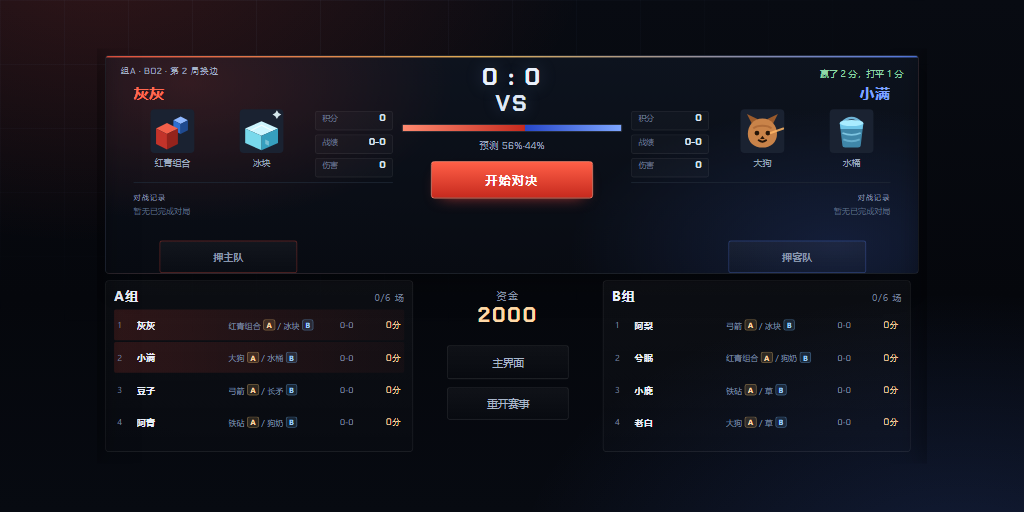 组A · BO2 · 第 2 局换边
0 : 0
赢了 2 分，打平 1 分
灰灰
VS
小满
积分 0
战绩 0-0
伤害 0
红青组合
冰块
预测 56%-44%
开始对决
积分 0
战绩 0-0
伤害 0
大狗
水桶
对战记录
暂无已完成对局
对战记录
暂无已完成对局
押主队
押客队
A组 0/6 场
1 灰灰 红青组合 A / 冰块 B 0-0 0分
2 小满 大狗 A / 水桶 B 0-0 0分
3 豆子 弓箭 A / 长矛 B 0-0 0分
4 阿青 铁砧 A / 狗奶 B 0-0 0分
资金
2000
主界面
重开赛事
B组 0/6 场
1 阿梨 弓箭 A / 冰块 B 0-0 0分
2 兮眠 红青组合 A / 狗奶 B 0-0 0分
3 小鹿 铁砧 A / 草 B 0-0 0分
4 老白 大狗 A / 草 B 0-0 0分